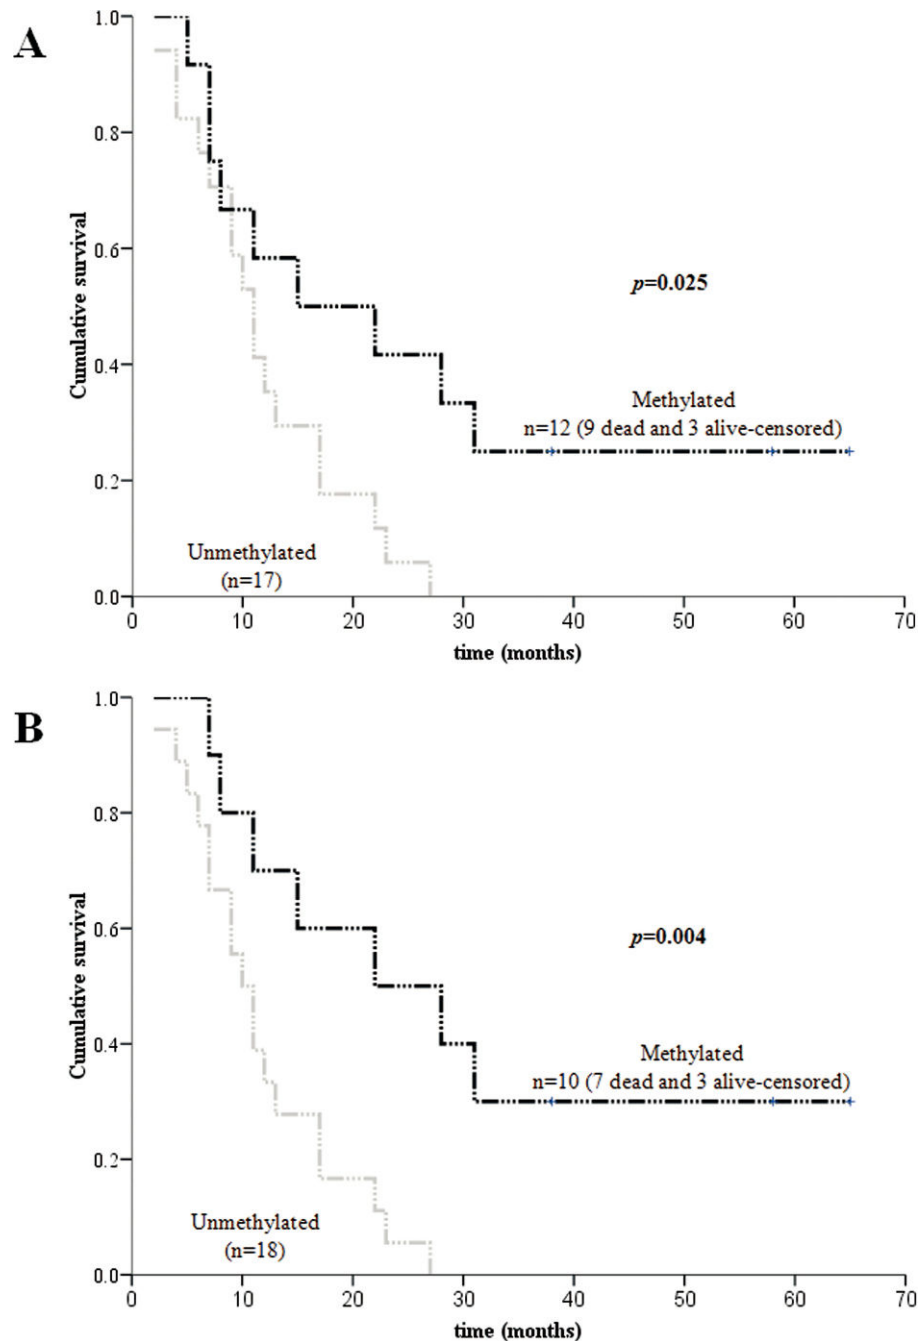 A
Cumulative survival
1.0
0.8
0.6
0.4
0.2
0.0
p=0.025
Methylated
n=12 (9 dead and 3 alive-censored)
Unmethylated
(n=17)
0 10 20 30 40 50 60 70
time (months)
B
Cumulative survival
1.0
0.8
0.6
0.4
0.2
0.0
p=0.004
Methylated
n=10 (7 dead and 3 alive-censored)
Unmethylated
(n=18)
0 10 20 30 40 50 60 70
time (months)